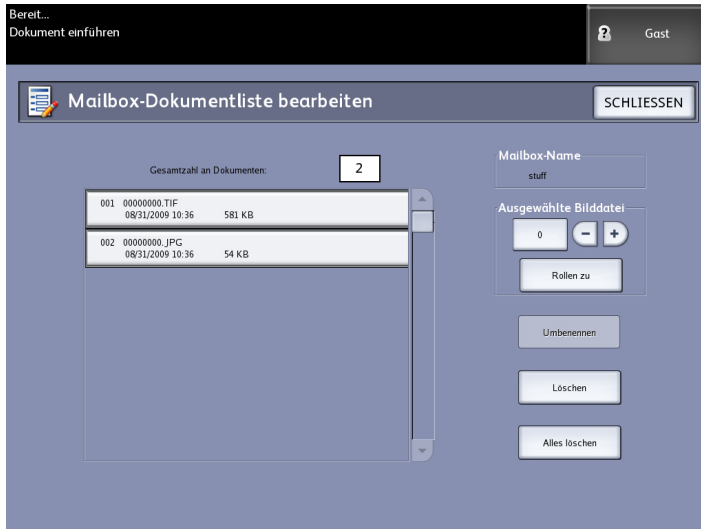 Bereit...
Dokument einführen
Gast
Mailbox-Dokumentliste bearbeiten
SCHLIESSEN
Gesamtzahl an Dokumenten:
2
001 00000000.TIF
08/31/2009 10:36 581 KB
002 00000000.JPG
08/31/2009 10:36 54 KB
Mailbox-Name
stuff
Ausgewählte Bilddatei
0
- +
Rollen zu
Umbenennen
Löschen
Alles löschen